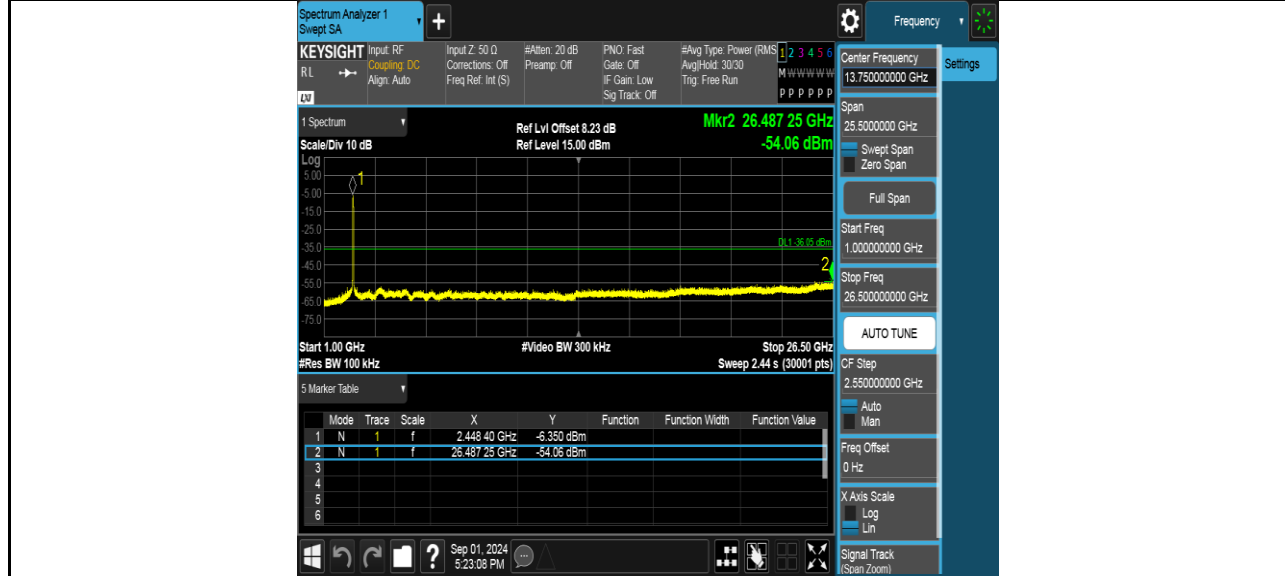 Spectrum Analyzer 1
Swept SA
+
Frequency
KEYSIGHT
RL
LXI
Input: RF
Coupling: DC
Align: Auto
Input Z: 50 Ω
Corrections: Off
Freq Ref: Int (S)
#Atten: 20 dB
Preamp: Off
PNO: Fast
Gate: Off
IF Gain: Low
Sig Track: Off
#Avg Type: Power (RMS
Avg|Hold: 30/30
Trig: Free Run
1 2 3 4 5 6
M W W W W W
P P P P P P
1 Spectrum
Scale/Div 10 dB
Ref Lvl Offset 8.23 dB
Ref Level 15.00 dBm
Mkr2 26.487 25 GHz
-54.06 dBm
Log
5.00
-5.00
-15.0
-25.0
-35.0
-45.0
-55.0
-65.0
-75.0
1
DL1 -36.05 dBm
2
Start 1.00 GHz
#Video BW 300 kHz
Stop 26.50 GHz
#Res BW 100 kHz
Sweep 2.44 s (30001 pts)
5 Marker Table
Mode Trace Scale X Y Function Function Width Function Value
1 N 1 f 2.448 40 GHz -6.350 dBm
2 N 1 f 26.487 25 GHz -54.06 dBm
3
4
5
6
Sep 01, 2024
5:23:08 PM
?
Center Frequency
13.750000000 GHz
Span
25.5000000 GHz
Swept Span
Zero Span
Full Span
Start Freq
1.000000000 GHz
Stop Freq
26.500000000 GHz
AUTO TUNE
CF Step
2.550000000 GHz
Auto
Man
Freq Offset
0 Hz
X Axis Scale
Log
Lin
Signal Track
(Span Zoom)
Settings